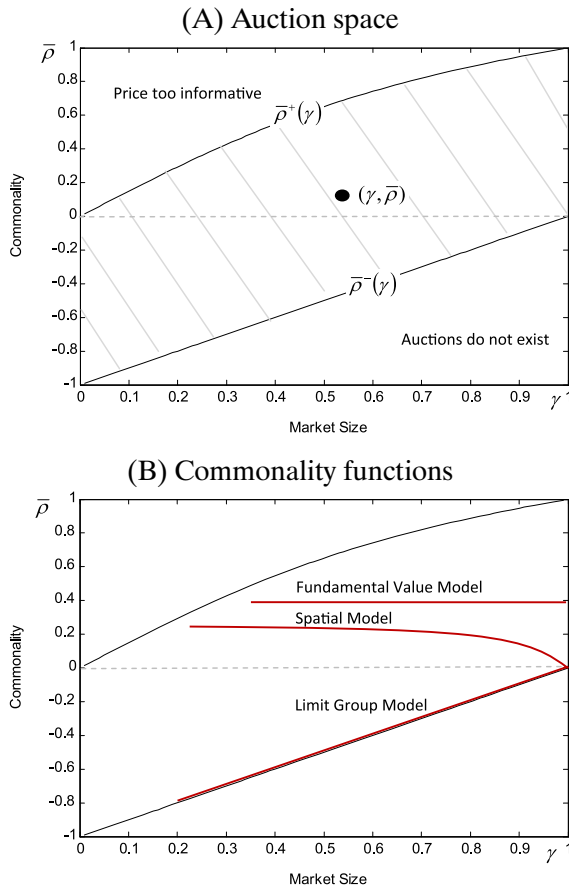 (A) Auction space
ρ̄
1
Price too informative
0.8
ρ̄⁺(γ)
0.6
0.4
0.2
(γ, ρ̄)
0
-0.2
-0.4
ρ̄⁻(γ)
-0.6
Auctions do not exist
-0.8
-1
0 0.1 0.2 0.3 0.4 0.5 0.6 0.7 0.8 0.9 γ 1
Commonality
Market Size
(B) Commonality functions
ρ̄
1
0.8
0.6
Fundamental Value Model
0.4
Spatial Model
0.2
0
-0.2
Limit Group Model
-0.4
-0.6
-0.8
-1
0 0.1 0.2 0.3 0.4 0.5 0.6 0.7 0.8 0.9 γ 1
Commonality
Market Size